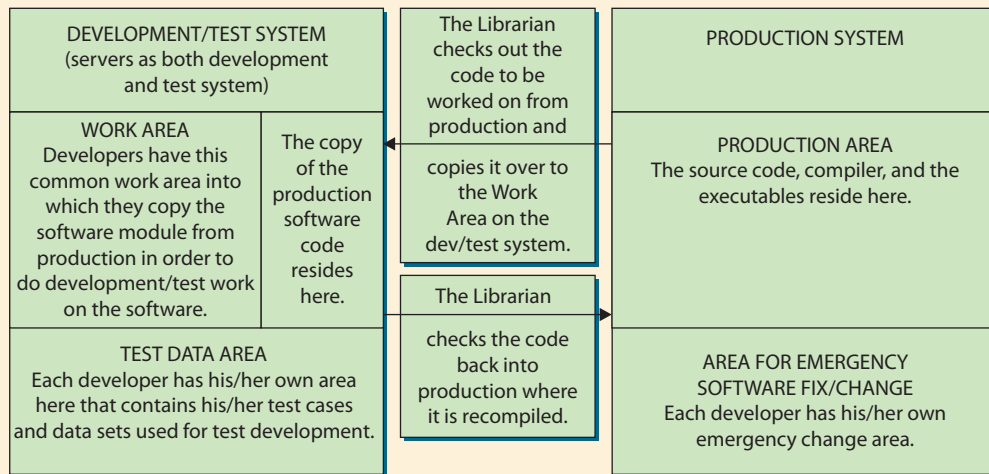 DEVELOPMENT/TEST SYSTEM
(servers as both development
and test system)
WORK AREA
Developers have this
common work area into
which they copy the
software module from
production in order to
do development/test work
on the software.
The copy
of the
production
software
code
resides
here.
TEST DATA AREA
Each developer has his/her own area
here that contains his/her test cases
and data sets used for test development.
The Librarian
checks out the
code to be
worked on from
production and
copies it over to
the Work
Area on the
dev/test system.
The Librarian
checks the code
back into
production where
it is recompiled.
PRODUCTION SYSTEM
PRODUCTION AREA
The source code, compiler, and the
executables reside here.
AREA FOR EMERGENCY
SOFTWARE FIX/CHANGE
Each developer has his/her own
emergency change area.